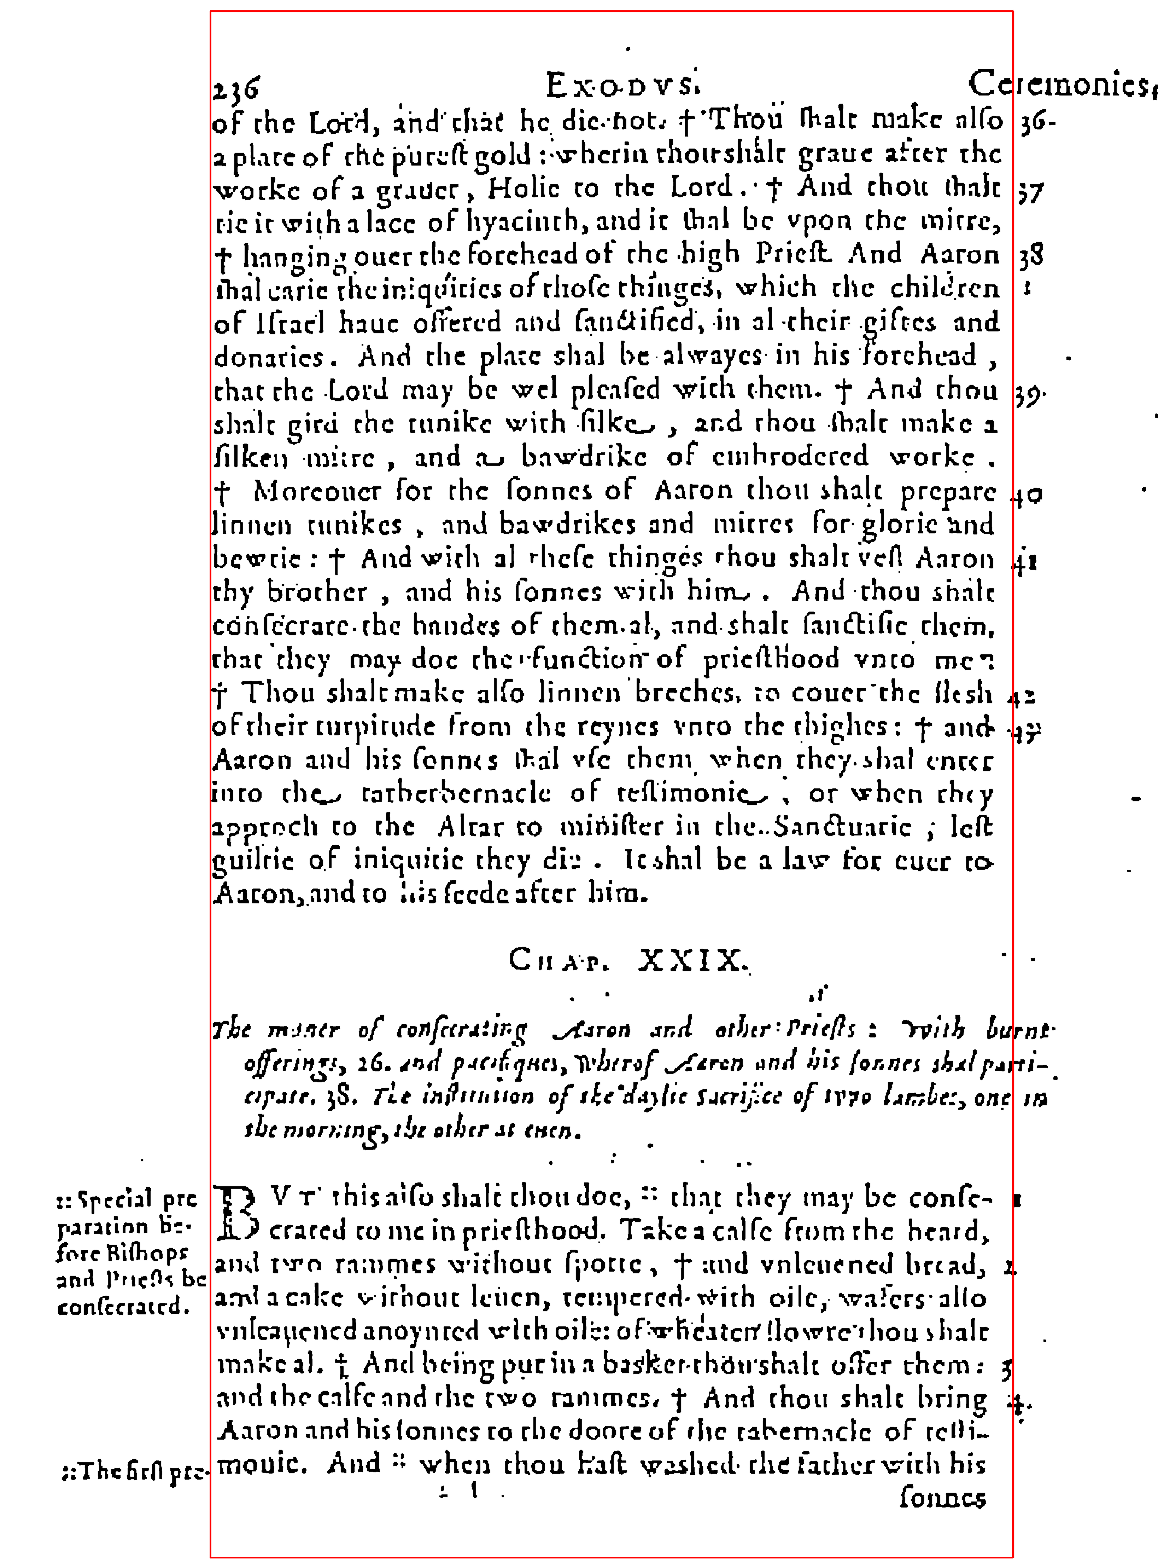 236 EXODVS. Ceremonies,
of the Lord, and that he die not. † Thou ſhalt make alſo 36
a plate of the pureſt gold : wherin thou shalt graue after the
worke of a grauer, Holie to the Lord. † And thou ſhalt 37
tie it with a lace of hyacinth, and it ſhal be vpon the mitre,
† hanging ouer the forehead of the high Prieſt. And Aaron 38
ſhal carie the iniquities of thoſe thinges, which the children
of Iſrael haue offered and ſanctified, in al their giftes and
donaries. And the plate shal be alwayes in his forehead,
that the Lord may be wel pleaſed with them. † And thou 39
shalt gird the tunike with ſilke, and thou ſhalt make a
ſilken mitre, and a bawdrike of embrodered worke.
† Moreouer for the ſonnes of Aaron thou shalt prepare 40
linnen tunikes, and bawdrikes and mitres for glorie and
bewtie : † And with al theſe thinges thou shalt veſt Aaron 41
thy brother, and his ſonnes with him. And thou shalt
conſecrate the handes of them al, and shalt ſanctifie them,
that they may doe the function of prieſthood vnto me.
† Thou shalt make alſo linnen breches, to couer the flesh 42
of their turpitude from the reynes vnto the thighes : † and 43
Aaron and his ſonnes ſhal vſe them when they shal enter
into the tatherbernacle of teſtimonie, or when they
approch to the Altar to miniſter in the Sanctuarie, leſt
guiltie of iniquitie they die. It shal be a law for euer to
Aaron, and to his ſeede after him.
CHAP. XXIX.
The maner of conſecrating Aaron and other Prieſts : With burnt
offerings, 26. and pacifiques, Wherof Aaron and his ſonnes shal parti-
cipate. 38. The inſtitution of the daylie Sacrifice of two lambes, one in
the morning, the other at euen.
BVT this alſo shalt thou doe, :: that they may be conſe- 1
crated to me in prieſthood. Take a calfe from the heard,
and two rammes without ſpotte, † and vnleuened bread, 2
and a cake without leuen, tempered with oile, wafers alſo
vnleauened anoynted with oile: of wheaten flowre thou shalt
make al. † And being put in a basket thou shalt offer them: 3
and the calfe and the two rammes. † And thou shalt bring 4
Aaron and his ſonnes to the doore of the tabernacle of teſti-
monie. And :: when thou haſt washed the father with his
ſonnes
:: Special pre
paration be-
fore Biſhops
and Prieſts be
conſecrated.
:: The firſt pre-